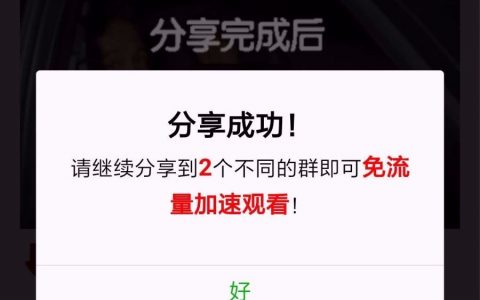 分享完成后
分享成功！
请继续分享到2个不同的群即可免流
量加速观看！
好